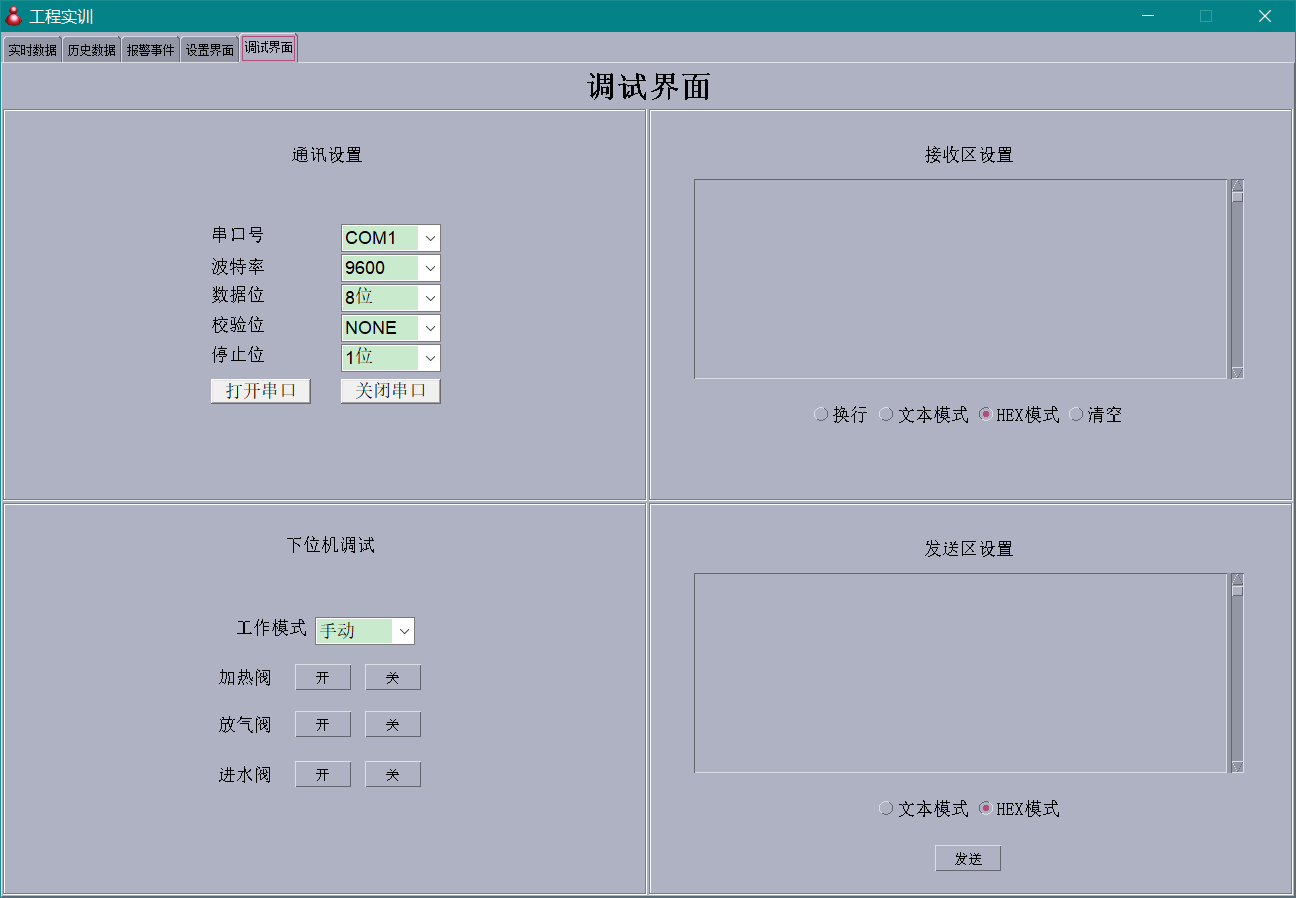 工程实训
实时数据 历史数据 报警事件 设置界面 调试界面
调试界面
通讯设置
串口号 COM1
波特率 9600
数据位 8位
校验位 NONE
停止位 1位
打开串口 关闭串口
接收区设置
换行 文本模式 HEX模式 清空
下位机调试
工作模式 手动
加热阀 开 关
放气阀 开 关
进水阀 开 关
发送区设置
文本模式 HEX模式
发送